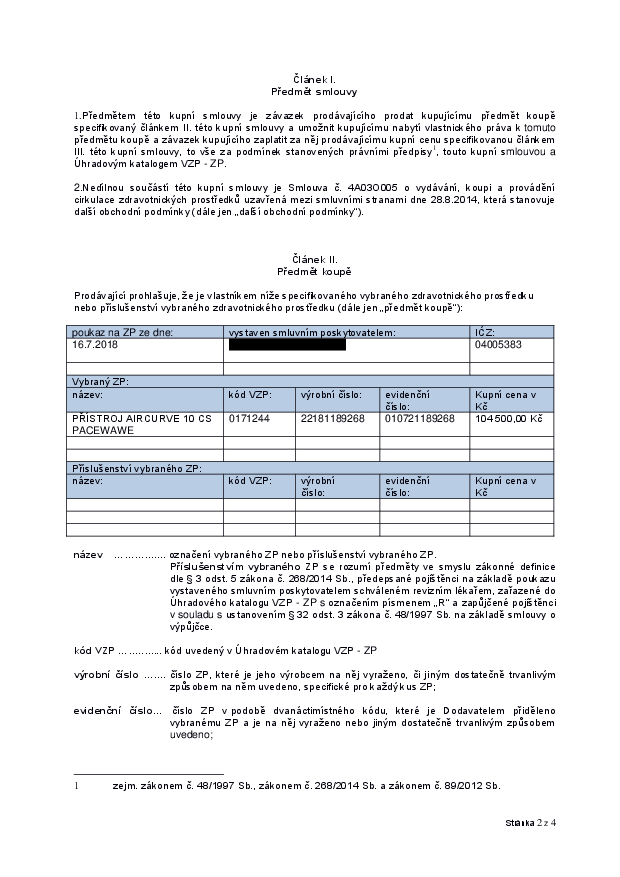 Článek I.
Předmět smlouvy
1.Předmětem této kupní smlouvy je závazek prodávajícího prodat kupujícímu předmět koupě
specifikovaný článkem II. této kupní smlouvy a umožnit kupujícímu nabytí vlastnického práva k tomuto
předmětu koupě a závazek kupujícího zaplatit za něj prodávajícímu kupní cenu specifikovanou článkem
III. této kupní smlouvy, to vše za podmínek stanovených právními předpisy1, touto kupní smlouvou a
Úhradovým katalogem VZP - ZP.
2.Nedílnou součástí této kupní smlouvy je Smlouva č. 4A03O005 o vydávání, koupi a provádění
cirkulace zdravotnických prostředků uzavřená mezi smluvními stranami dne 28.8.2014, která stanovuje
další obchodní podmínky (dále jen „další obchodní podmínky“).
Článek II.
Předmět koupě
Prodávající prohlašuje, že je vlastníkem níže specifikovaného vybraného zdravotnického prostředku
nebo příslušenství vybraného zdravotnického prostředku (dále jen „předmět koupě“):
poukaz na ZP ze dne: vystaven smluvním poskytovatelem: IČZ:
16.7.2018 04005383
Vybraný ZP:
název: kód VZP: výrobní číslo: evidenční číslo: Kupní cena v Kč
PŘÍSTROJ AIRCURVE 10 CS PACEWAWE 0171244 22181189268 010721189268 104 500,00 Kč
Příslušenství vybraného ZP:
název: kód VZP: výrobní číslo: evidenční číslo: Kupní cena v Kč
název ................ označení vybraného ZP nebo příslušenství vybraného ZP.
Příslušenstvím vybraného ZP se rozumí předměty ve smyslu zákonné definice
dle § 3 odst. 5 zákona č. 268/2014 Sb., předepsané pojištěnci na základě poukazu
vystaveného smluvním poskytovatelem schváleném revizním lékařem, zařazené do
Úhradového katalogu VZP - ZP s označením písmenem „R“ a zapůjčené pojištěnci
v souladu s ustanovením § 32 odst. 3 zákona č. 48/1997 Sb. na základě smlouvy o
výpůjčce.
kód VZP ............. kód uvedený v Úhradovém katalogu VZP - ZP
výrobní číslo ....... číslo ZP, které je jeho výrobcem na něj vyraženo, či jiným dostatečně trvanlivým
způsobem na něm uvedeno, specifické pro každý kus ZP;
evidenční číslo... číslo ZP v podobě dvanáctimístného kódu, které je Dodavatelem přiděleno
vybranému ZP a je na něj vyraženo nebo jiným dostatečně trvanlivým způsobem
uvedeno;
1 zejm. zákonem č. 48/1997 Sb., zákonem č. 268/2014 Sb. a zákonem č. 89/2012 Sb.
Stránka 2 z 4